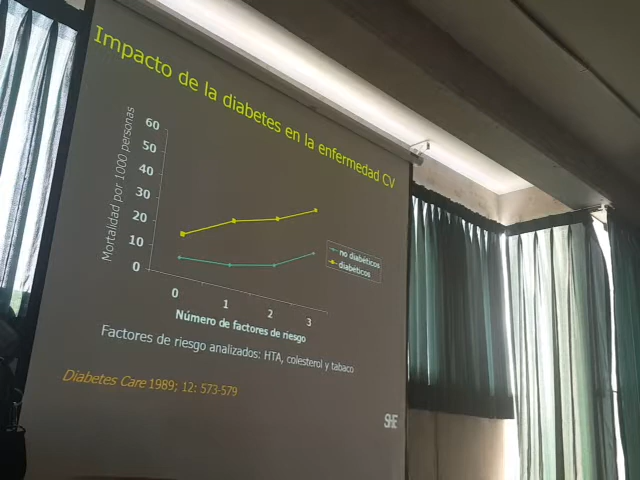 Impacto de la diabetes en la enfermedad CV
Mortalidad por 1000 personas
60
50
40
30
20
10
0
0 1 2 3
no diabéticos
diabéticos
Número de factores de riesgo
Factores de riesgo analizados: HTA, colesterol y tabaco
Diabetes Care 1989; 12: 573-579